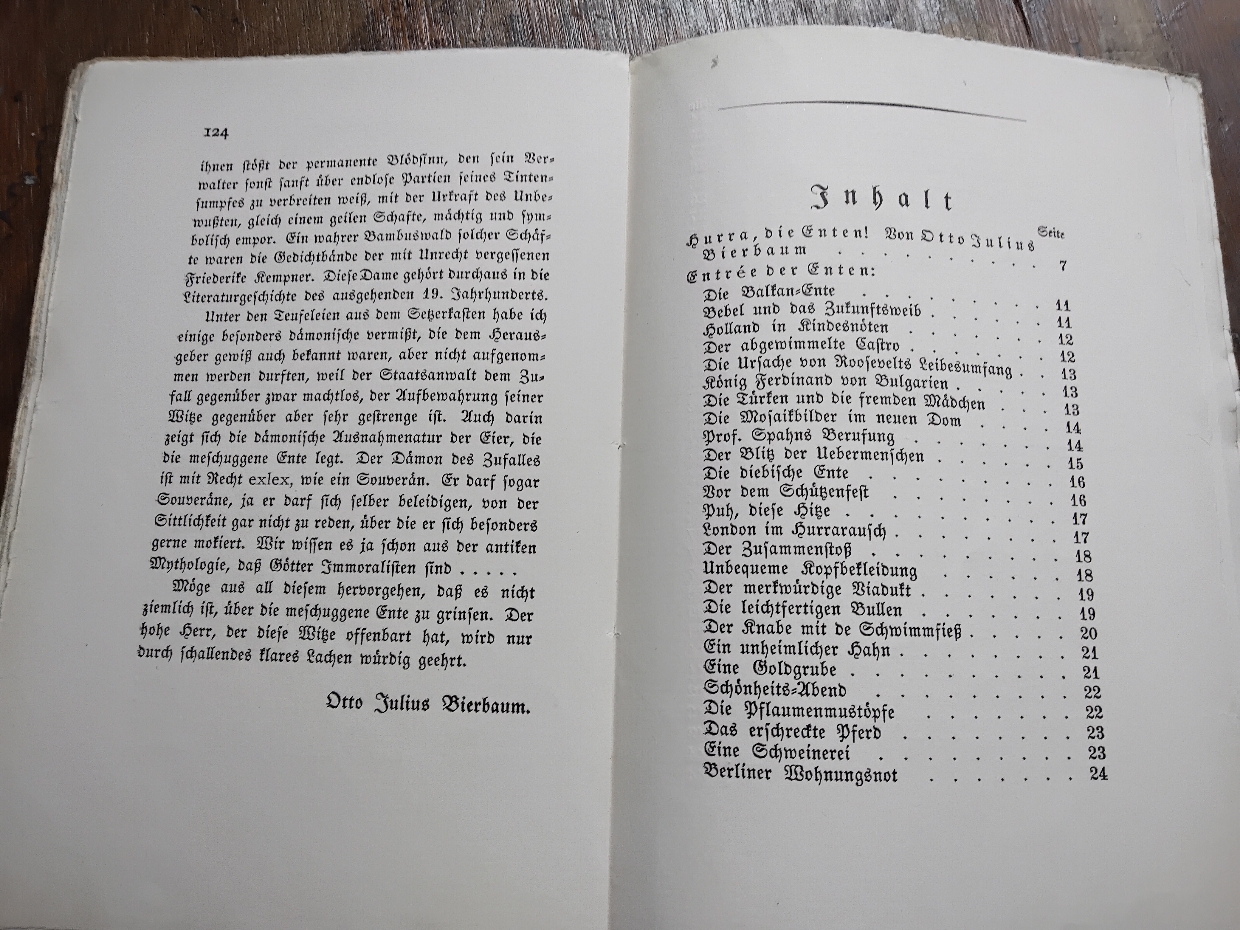 124
ihnen stößt der permanente Blödsinn, den sein Ver-
walter sonst sanft über endlose Partien seines Tinten-
sumpfes zu verbreiten weiß, mit der Urkraft des Unbe-
wußten, gleich einem geilen Schafte, mächtig und sym-
bolisch empor. Ein wahrer Bambuswald solcher Schäf-
te waren die Gedichtbände der mit Unrecht vergessenen
Friederike Kempner. Diese Dame gehört durchaus in die
Literaturgeschichte des ausgehenden 19. Jahrhunderts.
Unter den Teufeleien aus dem Setzerkasten habe ich
einige besonders dämonische vermißt, die dem Heraus-
geber gewiß auch bekannt waren, aber nicht aufgenom-
men werden durften, weil der Staatsanwalt dem Zu-
fall gegenüber zwar machtlos, der Aufbewahrung seiner
Witze gegenüber aber sehr gestrenge ist. Auch darin
zeigt sich die dämonische Ausnahmenatur der Eier, die
die meschuggene Ente legt. Der Dämon des Zufalles
ist mit Recht exlex, wie ein Souverän. Er darf sogar
Souveräne, ja er darf sich selber beleidigen, von der
Sittlichkeit gar nicht zu reden, über die er sich besonders
gerne mokiert. Wir wissen es ja schon aus der antiken
Mythologie, daß Götter Immoralisten sind . . . . .
Möge aus all diesem hervorgehen, daß es nicht
ziemlich ist, über die meschuggene Ente zu grinsen. Der
hohe Herr, der diese Witze offenbart hat, wird nur
durch schallendes klares Lachen würdig geehrt.
Otto Julius Bierbaum.
Inhalt
Seite
Hurra, die Enten! Von Otto Julius
Bierbaum . . . . . . . . . . 7
Entrée der Enten:
Die Balkan-Ente . . . . . . . . 11
Bebel und das Zukunftsweib . . . . . 11
Holland in Kindesnöten . . . . . . 12
Der abgewimmelte Castro . . . . . . 12
Die Ursache von Roosevelts Leibesumfang . . 13
König Ferdinand von Bulgarien . . . . . 13
Die Türken und die fremden Mädchen . . . 13
Die Mosaikbilder im neuen Dom . . . . 14
Prof. Spahns Berufung . . . . . . . 14
Der Blitz der Uebermenschen . . . . . 15
Die diebische Ente . . . . . . . . 16
Vor dem Schützenfest . . . . . . . 16
Puh, diese Hitze . . . . . . . . . 17
London im Hurrarausch . . . . . . . 17
Der Zusammenstoß . . . . . . . . 18
Unbequeme Kopfbekleidung . . . . . . 18
Der merkwürdige Viadukt . . . . . . 19
Die leichtfertigen Bullen . . . . . . 19
Der Knabe mit de Schwimmfieß . . . . . 20
Ein unheimlicher Hahn . . . . . . . 21
Eine Goldgrube . . . . . . . . . 21
Schönheits-Abend . . . . . . . . 22
Die Pflaumenmustöpfe . . . . . . . 22
Das erschreckte Pferd . . . . . . . 23
Eine Schweinerei . . . . . . . . 23
Berliner Wohnungsnot . . . . . . . 24